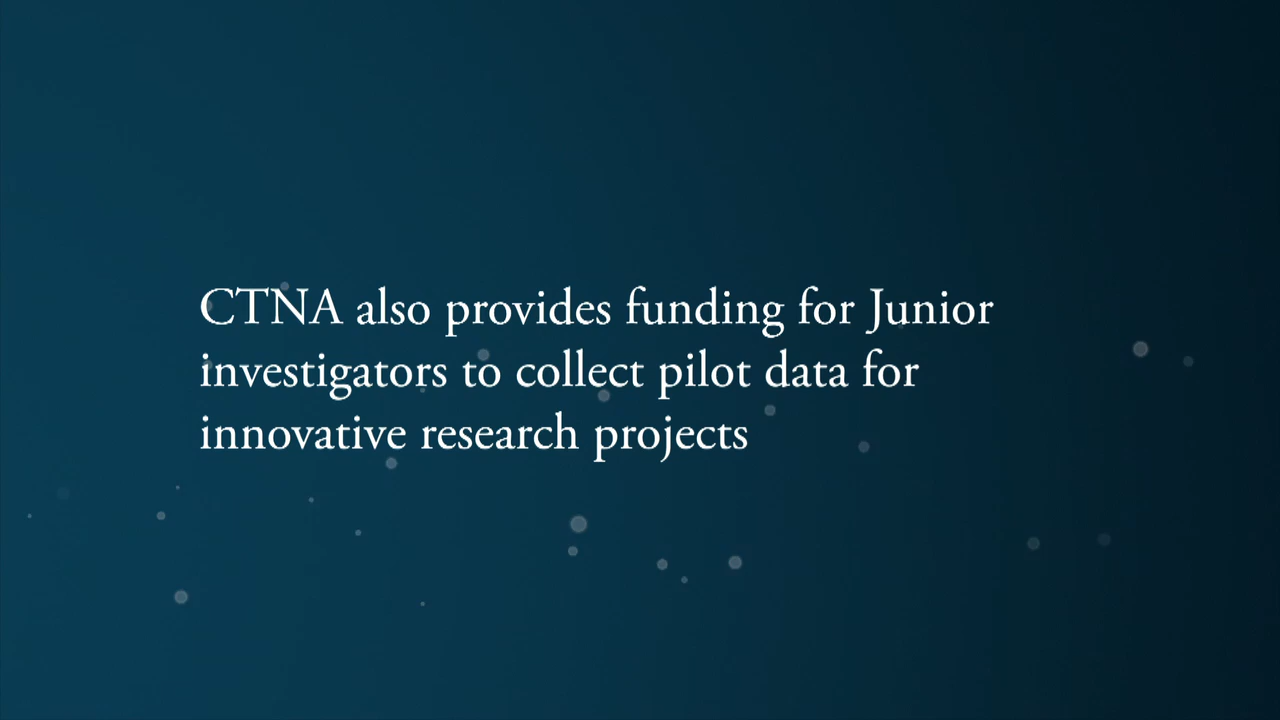 CTNA also provides funding for Junior
investigators to collect pilot data for
innovative research projects